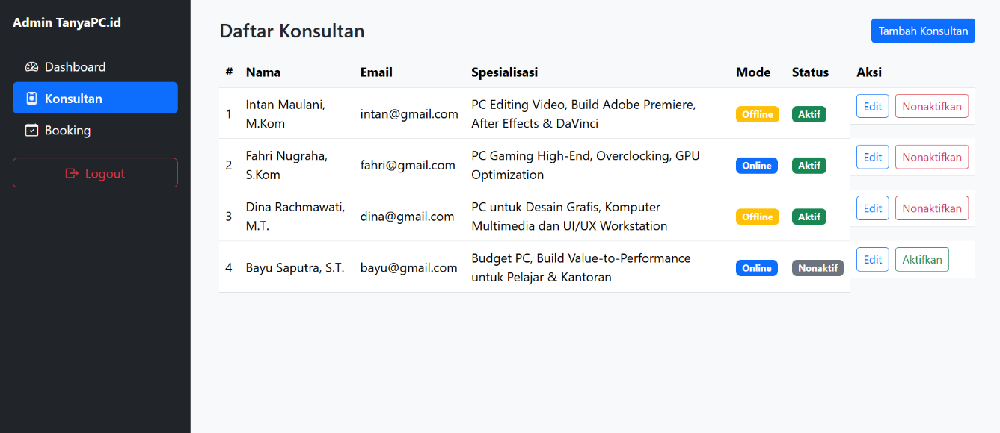 Admin TanyaPC.id
Dashboard
Konsultan
Booking
Logout
Daftar Konsultan
Tambah Konsultan
# Nama Email Spesialisasi Mode Status Aksi
1 Intan Maulani, M.Kom intan@gmail.com PC Editing Video, Build Adobe Premiere, After Effects & DaVinci Offline Aktif Edit Nonaktifkan
2 Fahri Nugraha, S.Kom fahri@gmail.com PC Gaming High-End, Overclocking, GPU Optimization Online Aktif Edit Nonaktifkan
3 Dina Rachmawati, M.T. dina@gmail.com PC untuk Desain Grafis, Komputer Multimedia dan UI/UX Workstation Offline Aktif Edit Nonaktifkan
4 Bayu Saputra, S.T. bayu@gmail.com Budget PC, Build Value-to-Performance untuk Pelajar & Kantoran Online Nonaktif Edit Aktifkan